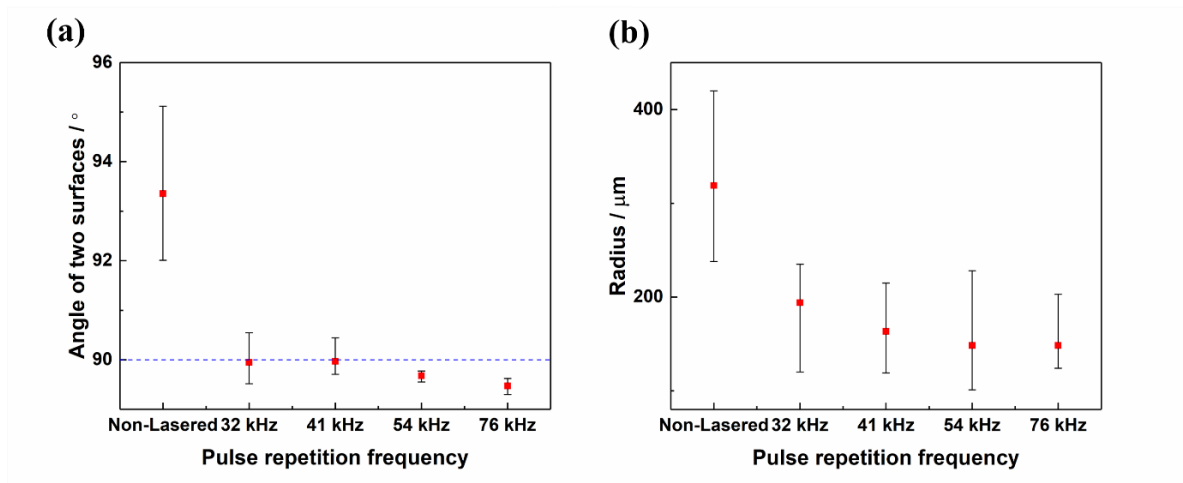 (a)
(b)
96
94
92
90
Angle of two surfaces / °
Non-Lasered 32 kHz 41 kHz 54 kHz 76 kHz
Pulse repetition frequency
400
200
Radius / μm
Non-Lasered 32 kHz 41 kHz 54 kHz 76 kHz
Pulse repetition frequency